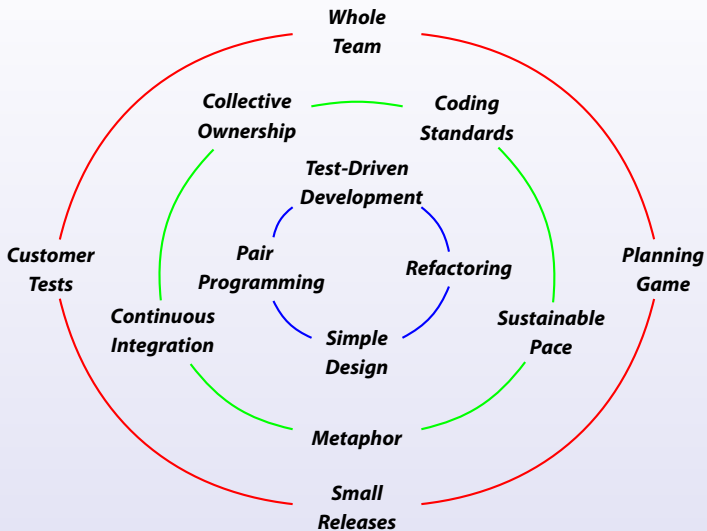 Whole
Team
Collective
Ownership
Coding
Standards
Test-Driven
Development
Customer
Tests
Pair
Programming
Refactoring
Planning
Game
Continuous
Integration
Simple
Design
Sustainable
Pace
Metaphor
Small
Releases